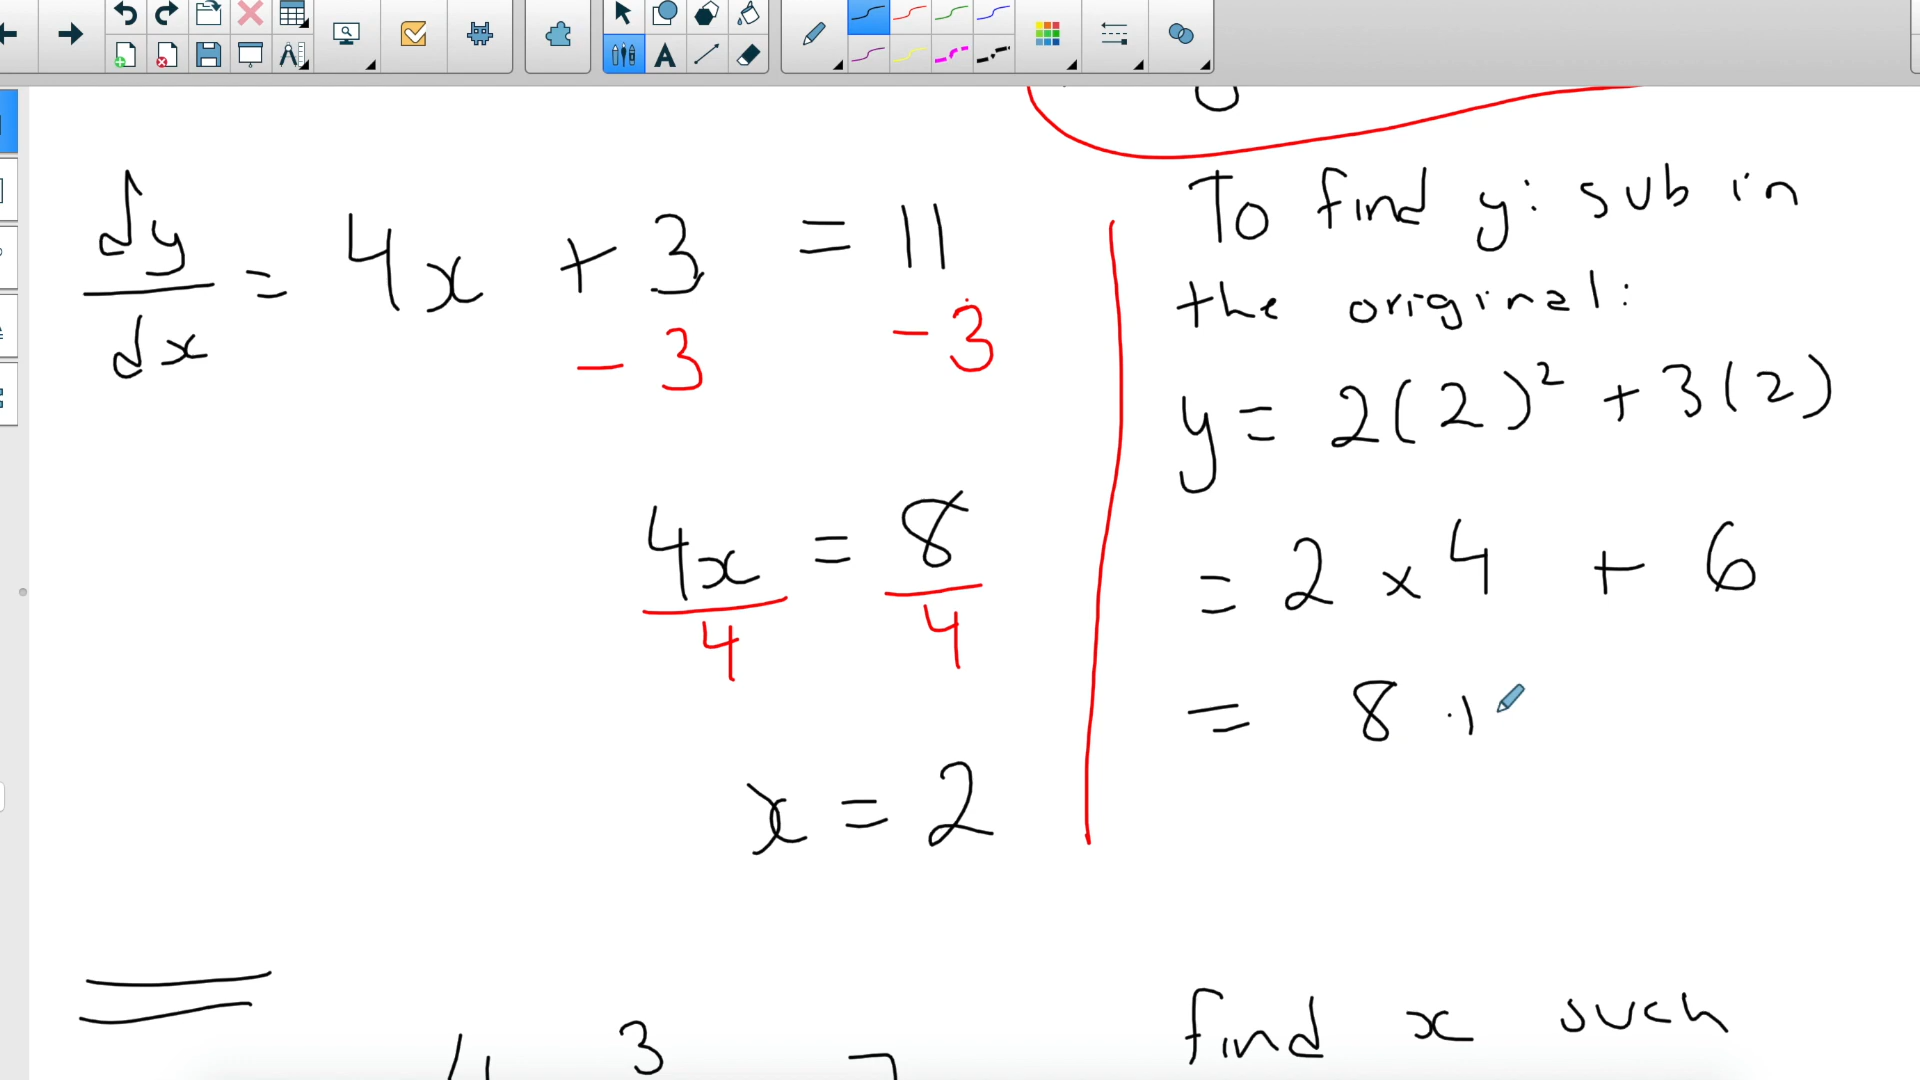 dy/dx = 4x + 3 = 11
- 3 - 3
4x = 8
4 4
x = 2
To find y: sub in
the original:
y = 2(2)² + 3(2)
= 2 × 4 + 6
= 8
find x such
3